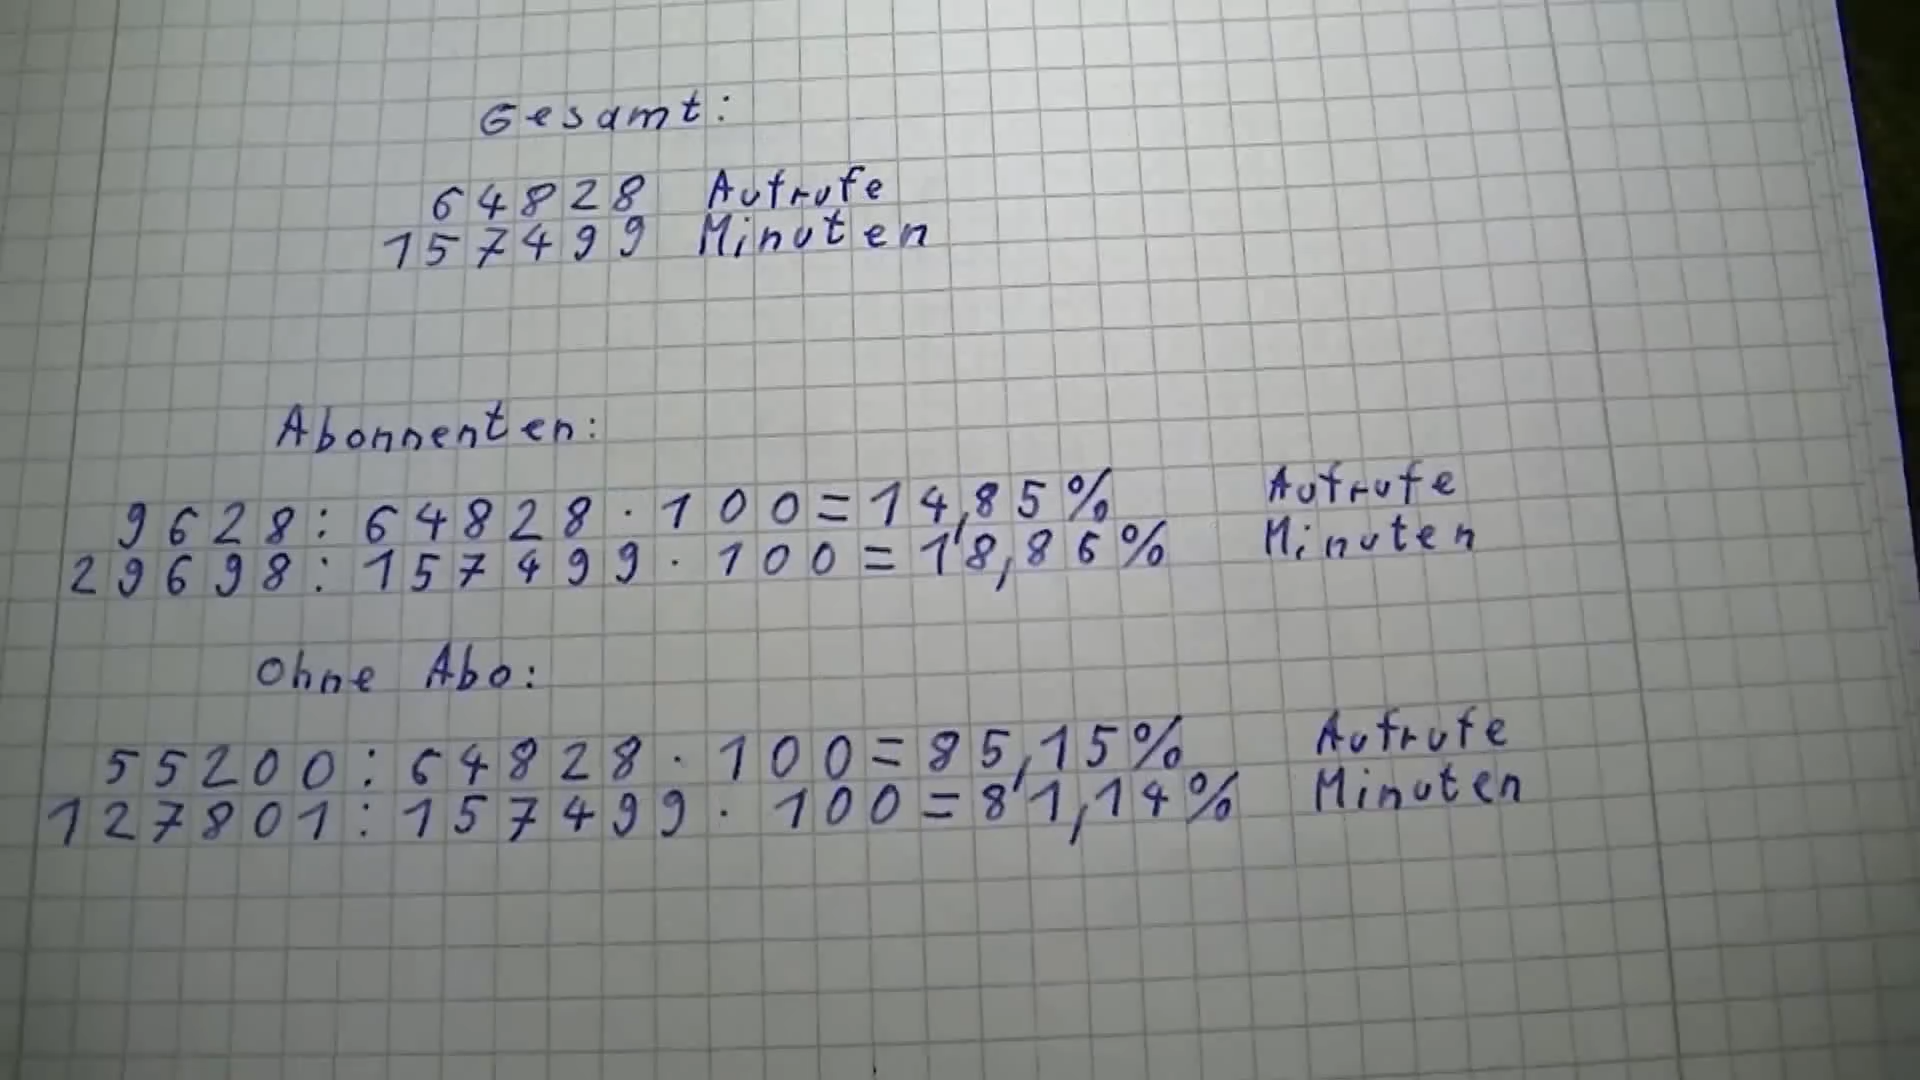 Gesamt:
64828 Aufrufe
157499 Minuten
Abonnenten:
9628:64828·100=14,85% Aufrufe
29698:157499·100=18,86% Minuten
Ohne Abo:
55200:64828·100=85,15% Aufrufe
127801:157499·100=81,14% Minuten